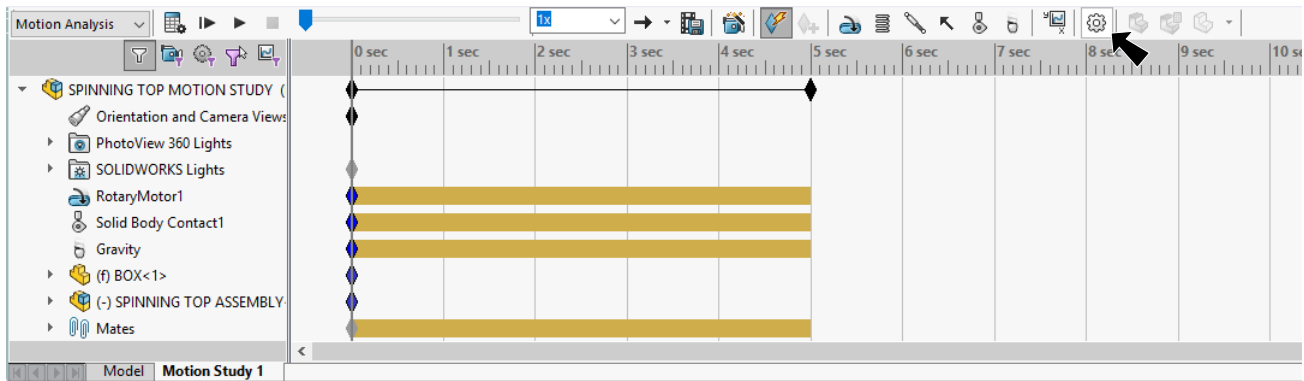 Motion Analysis
1x
0 sec 1 sec 2 sec 3 sec 4 sec 5 sec 6 sec 7 sec 8 sec 9 sec 10 se
SPINNING TOP MOTION STUDY (
Orientation and Camera Views
PhotoView 360 Lights
SOLIDWORKS Lights
RotaryMotor1
Solid Body Contact1
Gravity
(f) BOX<1>
(-) SPINNING TOP ASSEMBLY
Mates
Model Motion Study 1